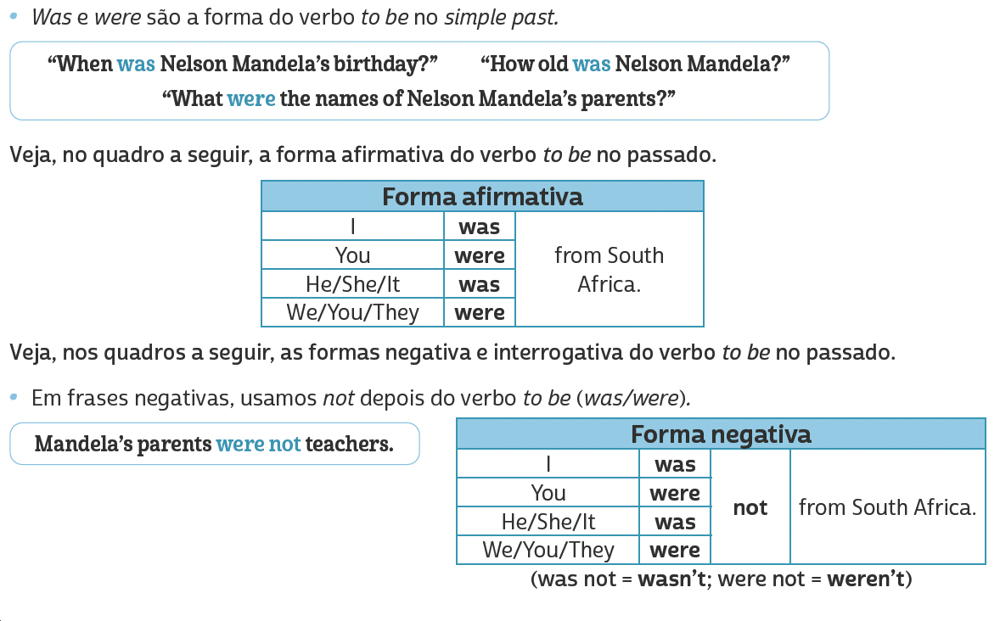 • Was e were são a forma do verbo to be no simple past.
“When was Nelson Mandela’s birthday?” “How old was Nelson Mandela?”
“What were the names of Nelson Mandela’s parents?”
Veja, no quadro a seguir, a forma afirmativa do verbo to be no passado.
Forma afirmativa
I was
You were
He/She/It was
We/You/They were
from South
Africa.
Veja, nos quadros a seguir, as formas negativa e interrogativa do verbo to be no passado.
• Em frases negativas, usamos not depois do verbo to be (was/were).
Mandela’s parents were not teachers.
Forma negativa
I was
You were
He/She/It was
We/You/They were
not from South Africa.
(was not = wasn’t; were not = weren’t)